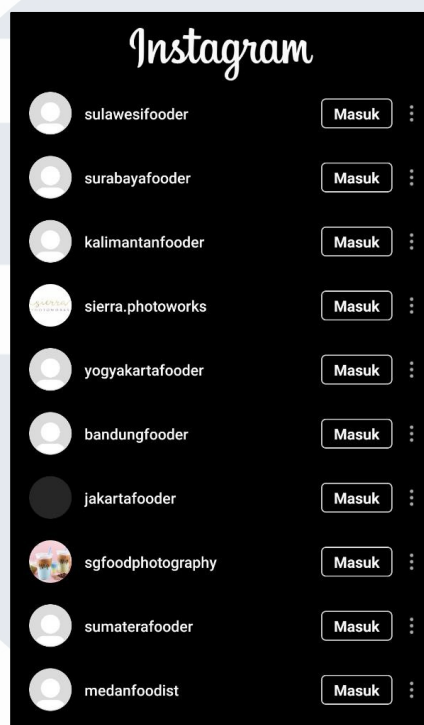 Instagram
sulawesifooder Masuk
surabayafooder Masuk
kalimantanfooder Masuk
sierra.photoworks Masuk
yogyakartafooder Masuk
bandungfooder Masuk
jakartafooder Masuk
sgfoodphotography Masuk
sumaterafooder Masuk
medanfoodist Masuk